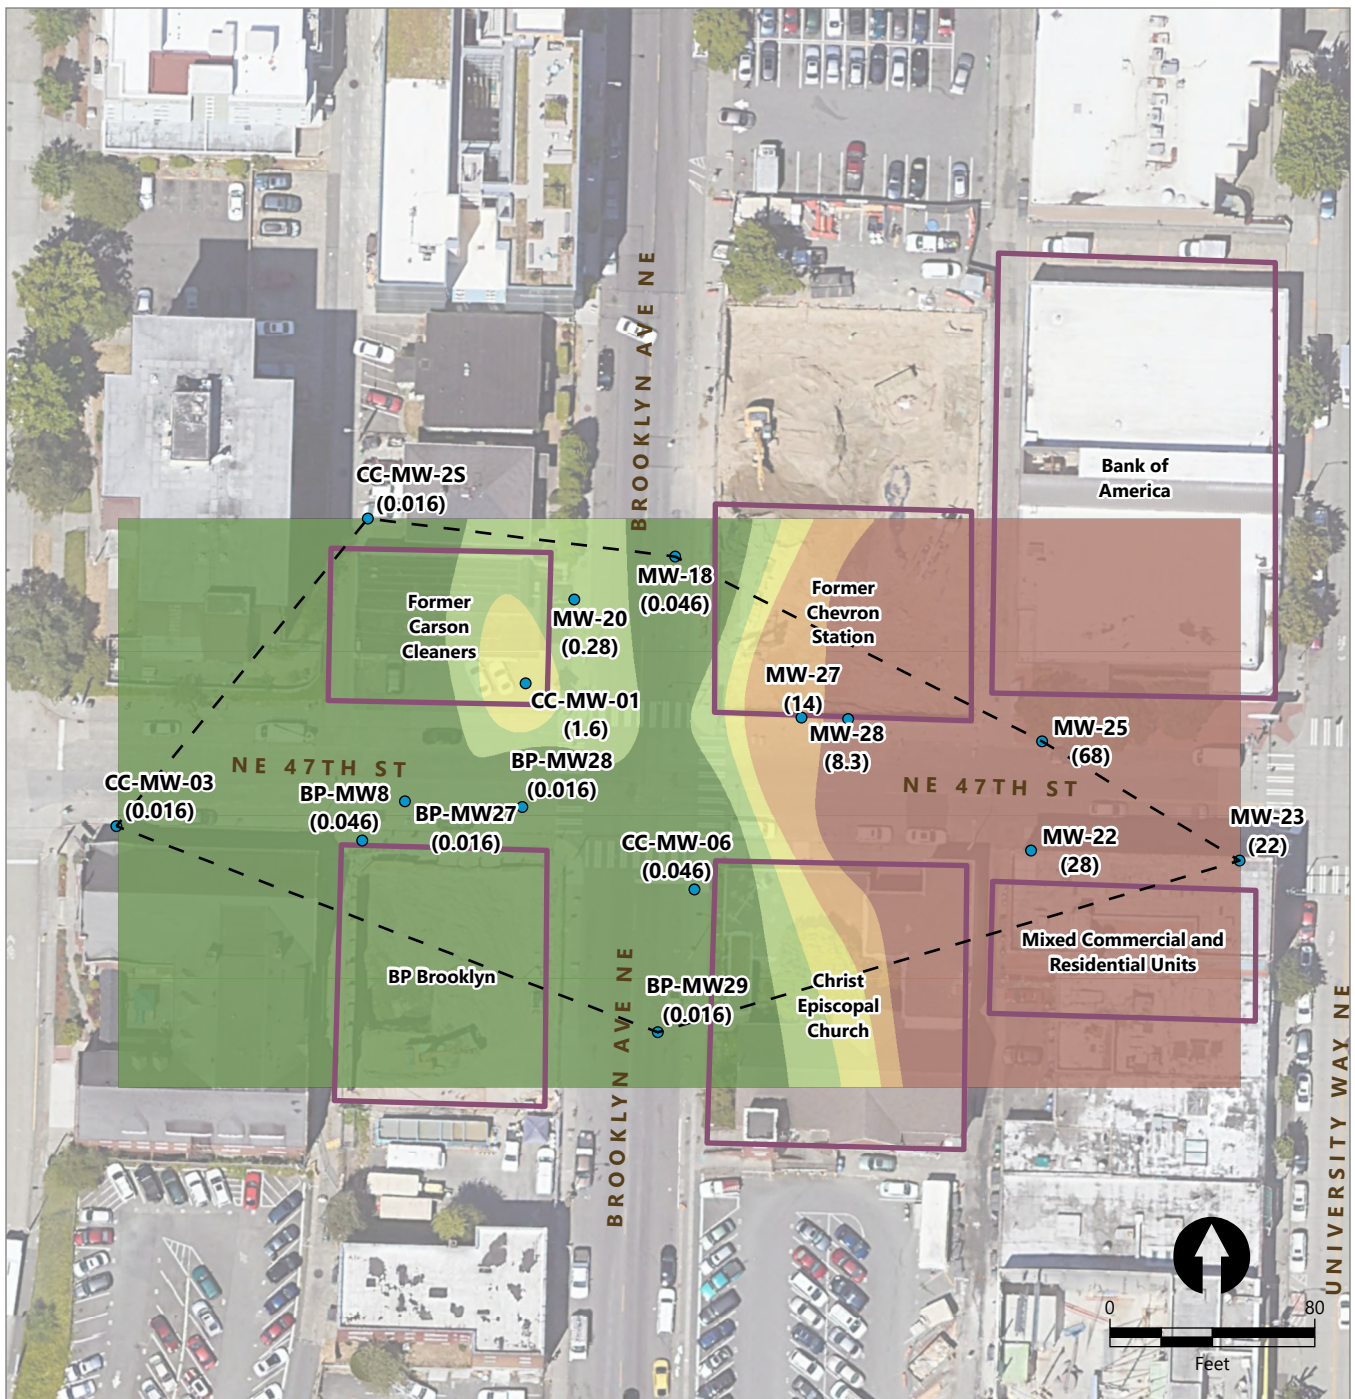 BROOKLYN AVE NE
Bank of
America
CC-MW-2S
(0.016)
MW-18
(0.046)
Former
Chevron
Station
Former
Carson
Cleaners
MW-20
(0.28)
MW-27
(14)
CC-MW-01
(1.6)
MW-28
(8.3)
MW-25
(68)
NE 47TH ST
BP-MW28
(0.016)
NE 47TH ST
CC-MW-03
(0.016)
BP-MW8
(0.046)
BP-MW27
(0.016)
MW-23
(22)
CC-MW-06
(0.046)
MW-22
(28)
Mixed Commercial and
Residential Units
BP Brooklyn
BP-MW29
(0.016)
Christ
Episcopal
Church
BROOKLYN AVE NE
UNIVERSITY WAY NE
0 80
Feet